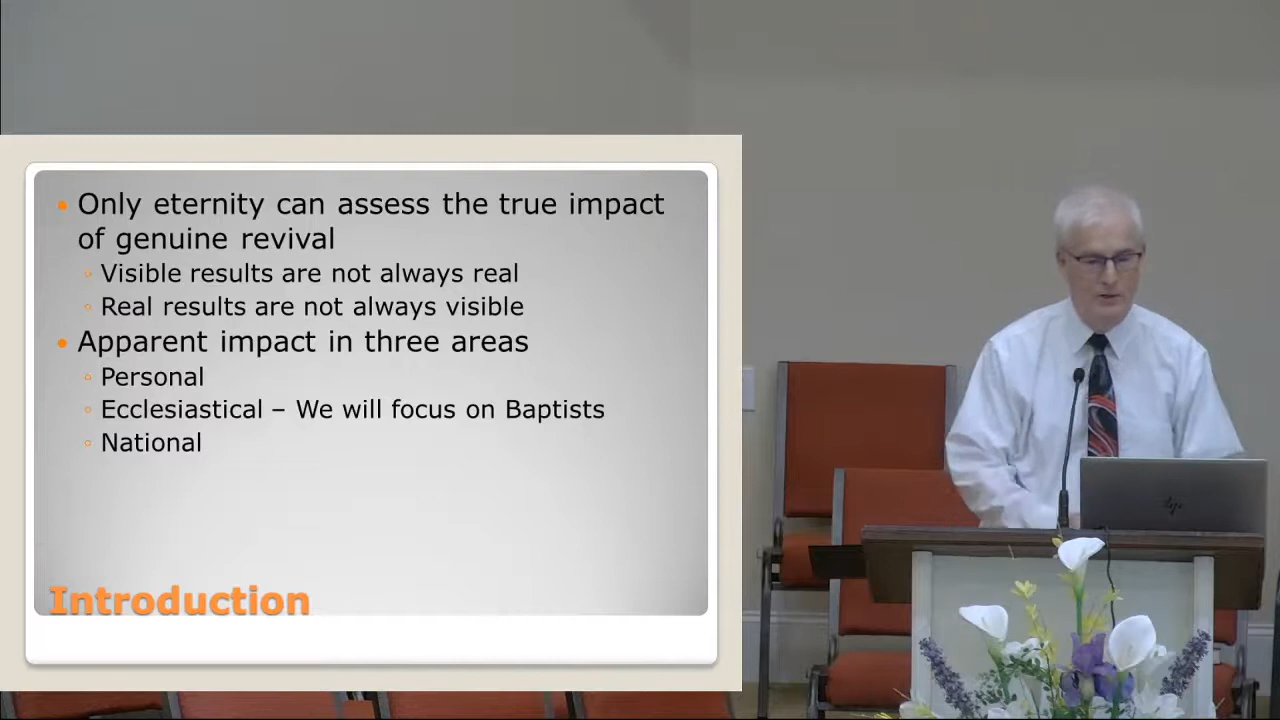 • Only eternity can assess the true impact
of genuine revival
◦ Visible results are not always real
◦ Real results are not always visible
• Apparent impact in three areas
◦ Personal
◦ Ecclesiastical – We will focus on Baptists
◦ National
Introduction
hp